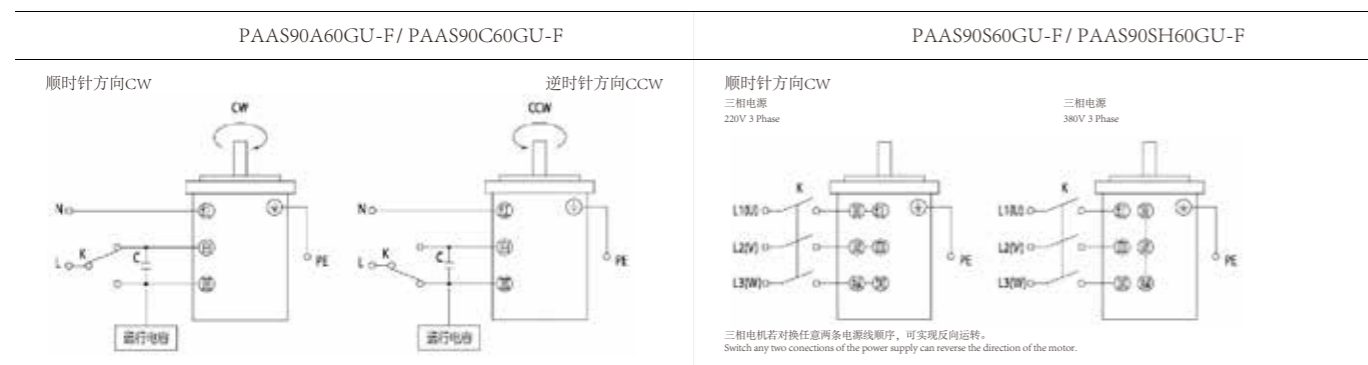 PAAS90A60GU-F/ PAAS90C60GU-F
PAAS90S60GU-F / PAAS90SH60GU-F
顺时针方向CW
逆时针方向CCW
CW
CCW
N
L
K
C
PE
运行电容
N
L
K
C
PE
运行电容
顺时针方向CW
三相电源
220V 3 Phase
三相电源
380V 3 Phase
K
L1(U)
L2(V)
L3(W)
PE
K
L1(U)
L2(V)
L3(W)
PE
三相电机若对换任意两条电源线顺序，可实现反向运转。
Switch any two conections of the power supply can reverse the direction of the motor.